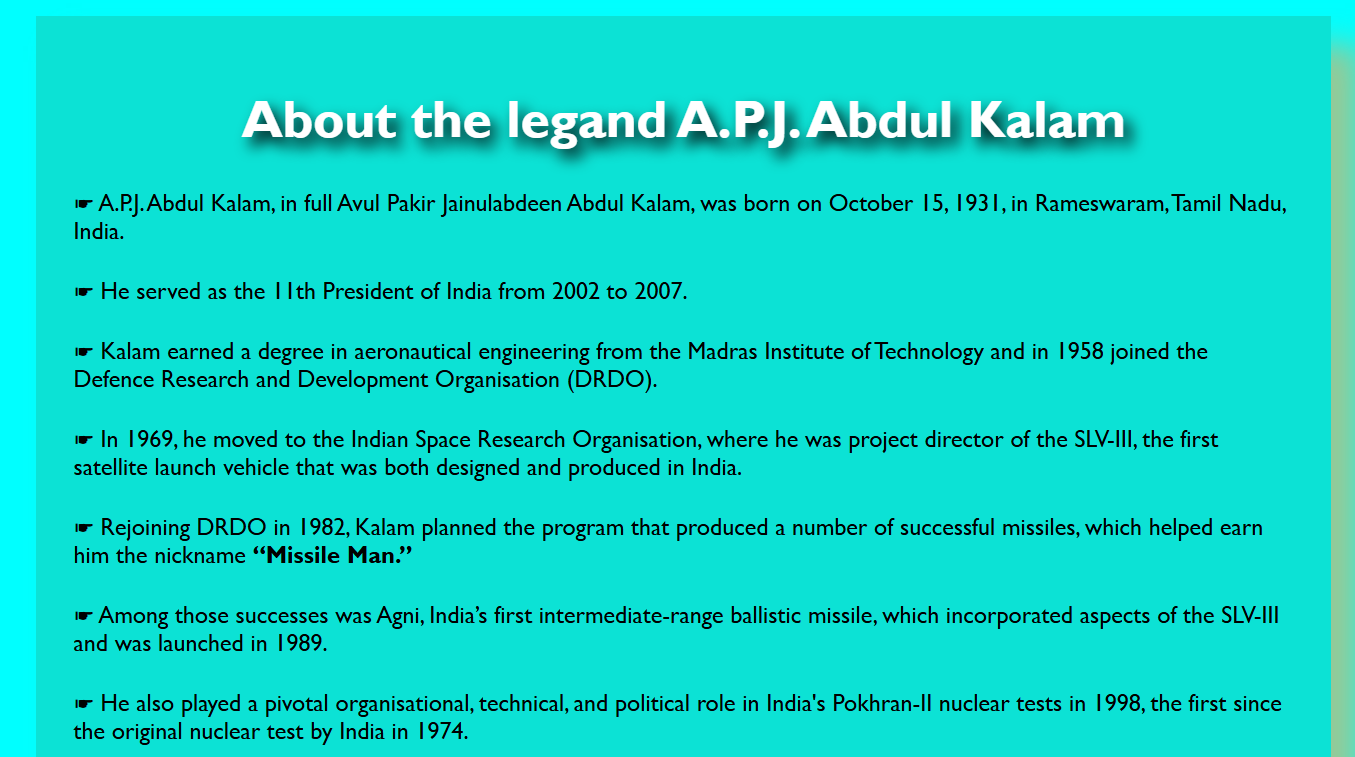 About the legand A.P.J. Abdul Kalam
☛ A.P.J. Abdul Kalam, in full Avul Pakir Jainulabdeen Abdul Kalam, was born on October 15, 1931, in Rameswaram, Tamil Nadu,
India.
☛ He served as the 11th President of India from 2002 to 2007.
☛ Kalam earned a degree in aeronautical engineering from the Madras Institute of Technology and in 1958 joined the
Defence Research and Development Organisation (DRDO).
☛ In 1969, he moved to the Indian Space Research Organisation, where he was project director of the SLV-III, the first
satellite launch vehicle that was both designed and produced in India.
☛ Rejoining DRDO in 1982, Kalam planned the program that produced a number of successful missiles, which helped earn
him the nickname “Missile Man.”
☛ Among those successes was Agni, India’s first intermediate-range ballistic missile, which incorporated aspects of the SLV-III
and was launched in 1989.
☛ He also played a pivotal organisational, technical, and political role in India's Pokhran-II nuclear tests in 1998, the first since
the original nuclear test by India in 1974.